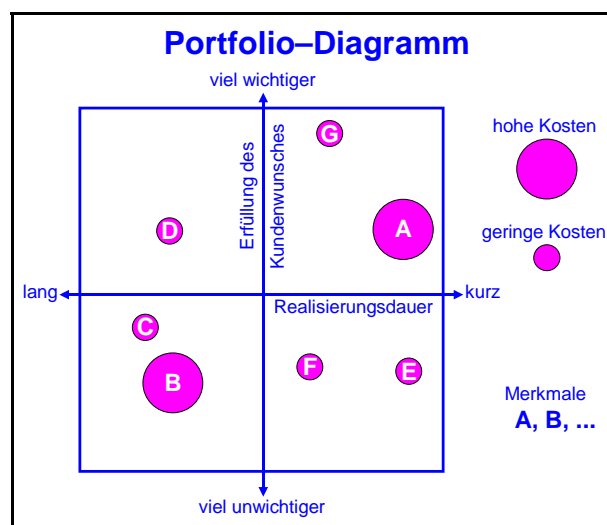 Portfolio–Diagramm
viel wichtiger
Erfüllung des
Kundenwunsches
G
hohe Kosten
D
A
geringe Kosten
lang
Realisierungsdauer
kurz
C
B
F
E
Merkmale
A, B, ...
viel unwichtiger